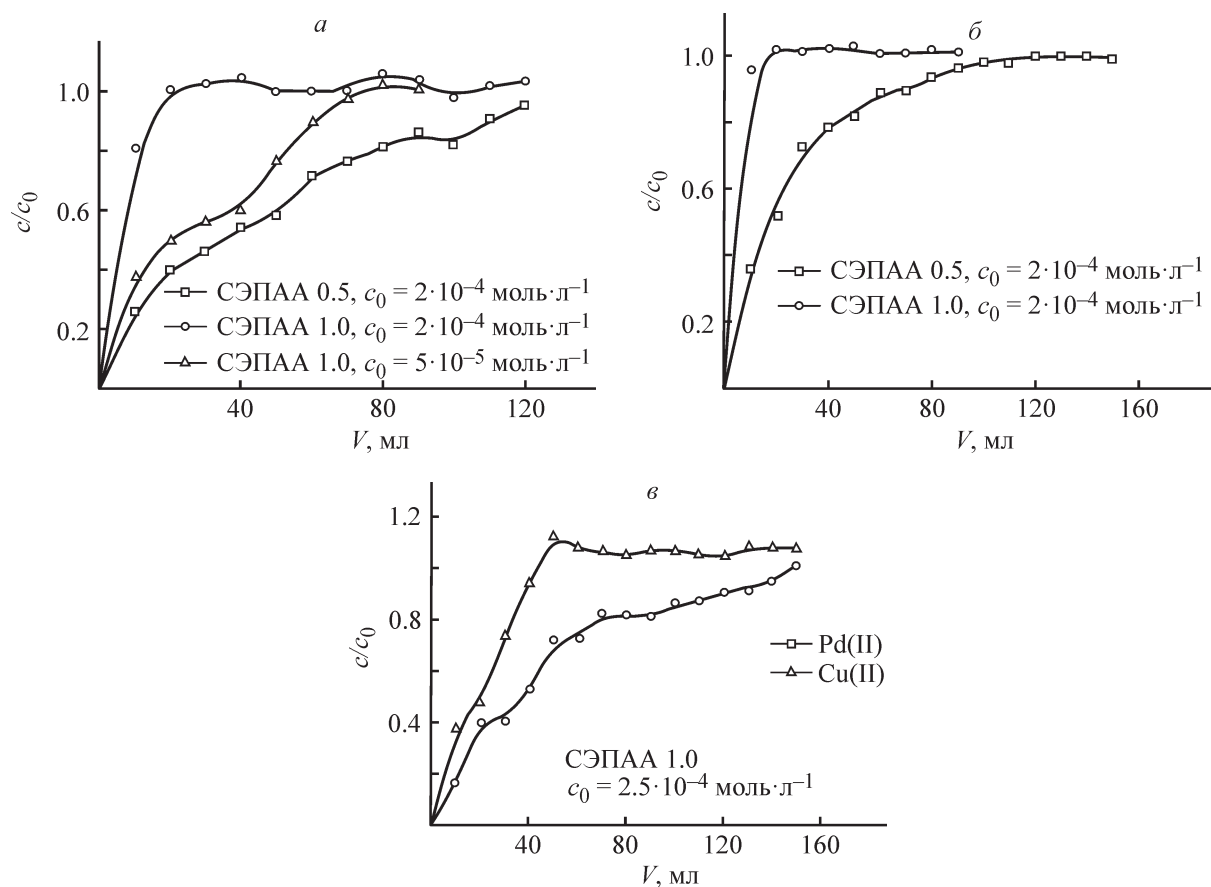 а
c/c0
1.0
0.6
0.2
СЭПАА 0.5, c0 = 2·10–4 моль·л–1
СЭПАА 1.0, c0 = 2·10–4 моль·л–1
СЭПАА 1.0, c0 = 5·10–5 моль·л–1
40
80
120
V, мл
б
c/c0
1.0
0.6
0.2
СЭПАА 0.5, c0 = 2·10–4 моль·л–1
СЭПАА 1.0, c0 = 2·10–4 моль·л–1
40
80
120
160
V, мл
в
c/c0
1.2
0.8
0.4
Pd(II)
Cu(II)
СЭПАА 1.0
c0 = 2.5·10–4 моль·л–1
40
80
120
160
V, мл